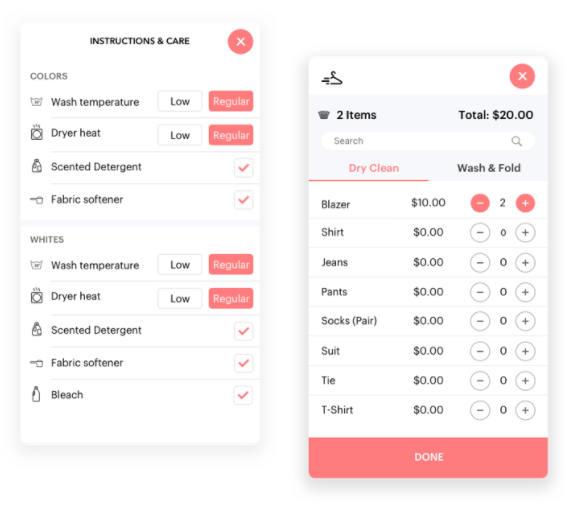 INSTRUCTIONS & CARE
COLORS
Wash temperature Low Regular
Dryer heat Low Regular
Scented Detergent
Fabric softener
WHITES
Wash temperature Low Regular
Dryer heat Low Regular
Scented Detergent
Fabric softener
Bleach
2 Items Total: $20.00
Search
Dry Clean Wash & Fold
Blazer $10.00 − 2 +
Shirt $0.00 − 0 +
Jeans $0.00 − 0 +
Pants $0.00 − 0 +
Socks (Pair) $0.00 − 0 +
Suit $0.00 − 0 +
Tie $0.00 − 0 +
T-Shirt $0.00 − 0 +
DONE